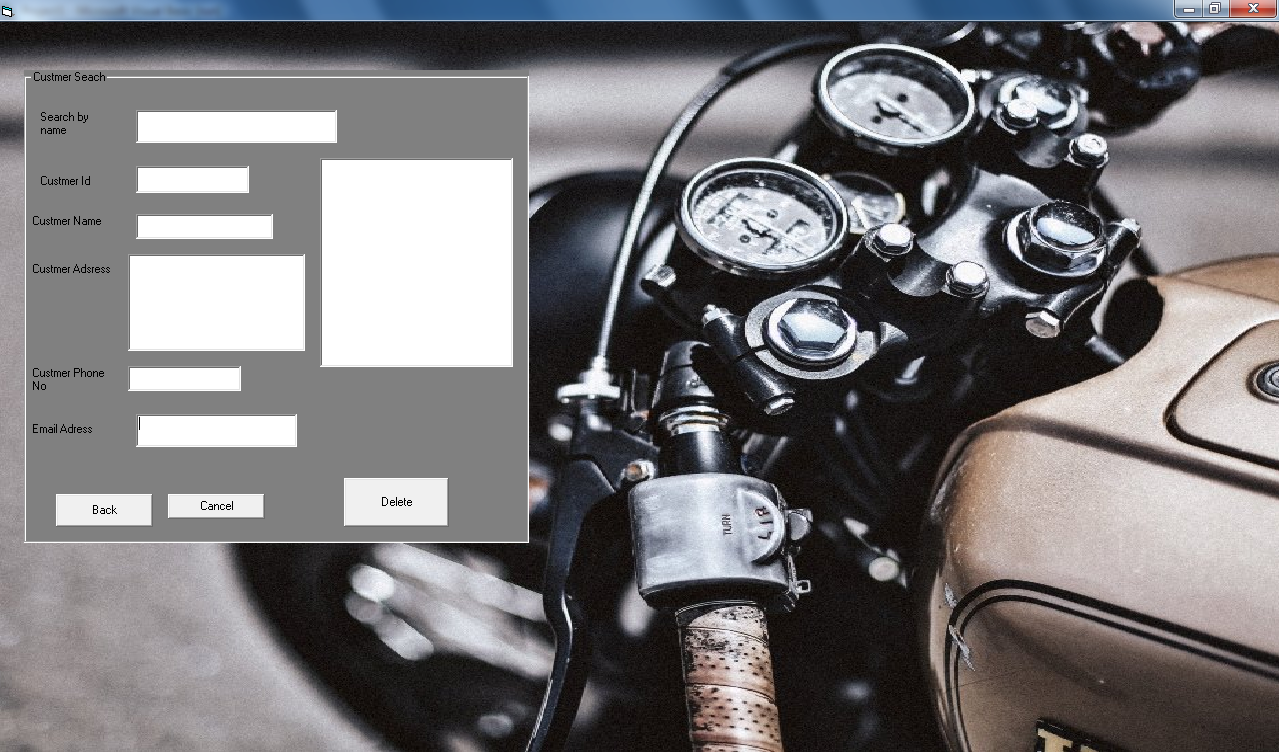 Custmer Seach
Search by
name
Custmer Id
Custmer Name
Custmer Adsress
Custmer Phone
No
Email Adress
Back
Cancel
Delete
TURN
L I R